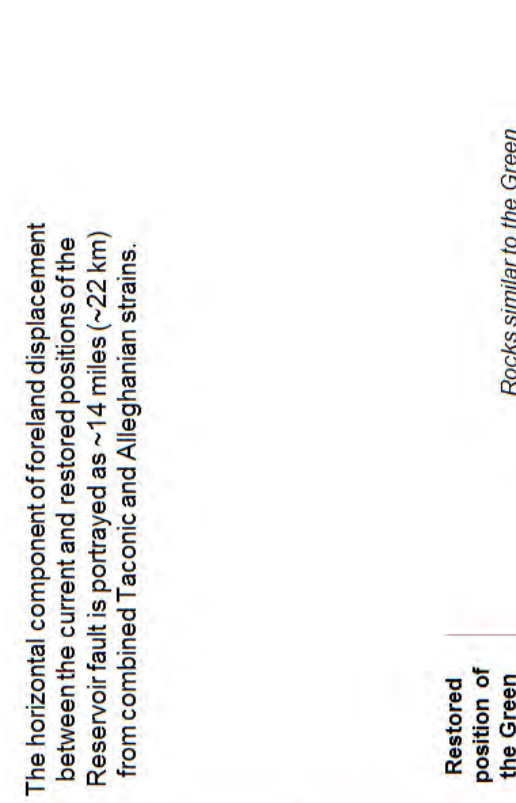 The horizontal component of foreland displacement
between the current and restored positions of the
Reservoir fault is portrayed as ~14 miles (~22 km)
from combined Taconic and Alleghanian strains.
Restored
position of
the Green
Rocks similar to the Green